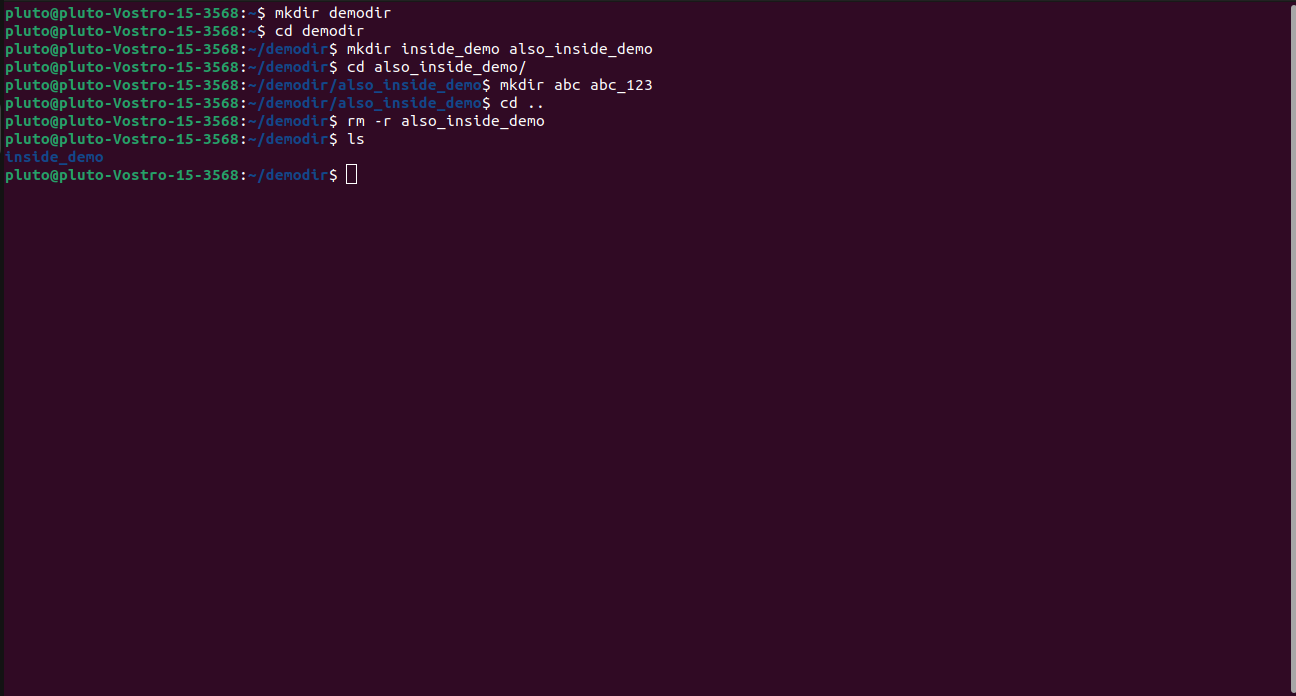 pluto@pluto-Vostro-15-3568:~$ mkdir demodir
pluto@pluto-Vostro-15-3568:~$ cd demodir
pluto@pluto-Vostro-15-3568:~/demodir$ mkdir inside_demo also_inside_demo
pluto@pluto-Vostro-15-3568:~/demodir$ cd also_inside_demo/
pluto@pluto-Vostro-15-3568:~/demodir/also_inside_demo$ mkdir abc abc_123
pluto@pluto-Vostro-15-3568:~/demodir/also_inside_demo$ cd ..
pluto@pluto-Vostro-15-3568:~/demodir$ rm -r also_inside_demo
pluto@pluto-Vostro-15-3568:~/demodir$ ls
inside_demo
pluto@pluto-Vostro-15-3568:~/demodir$